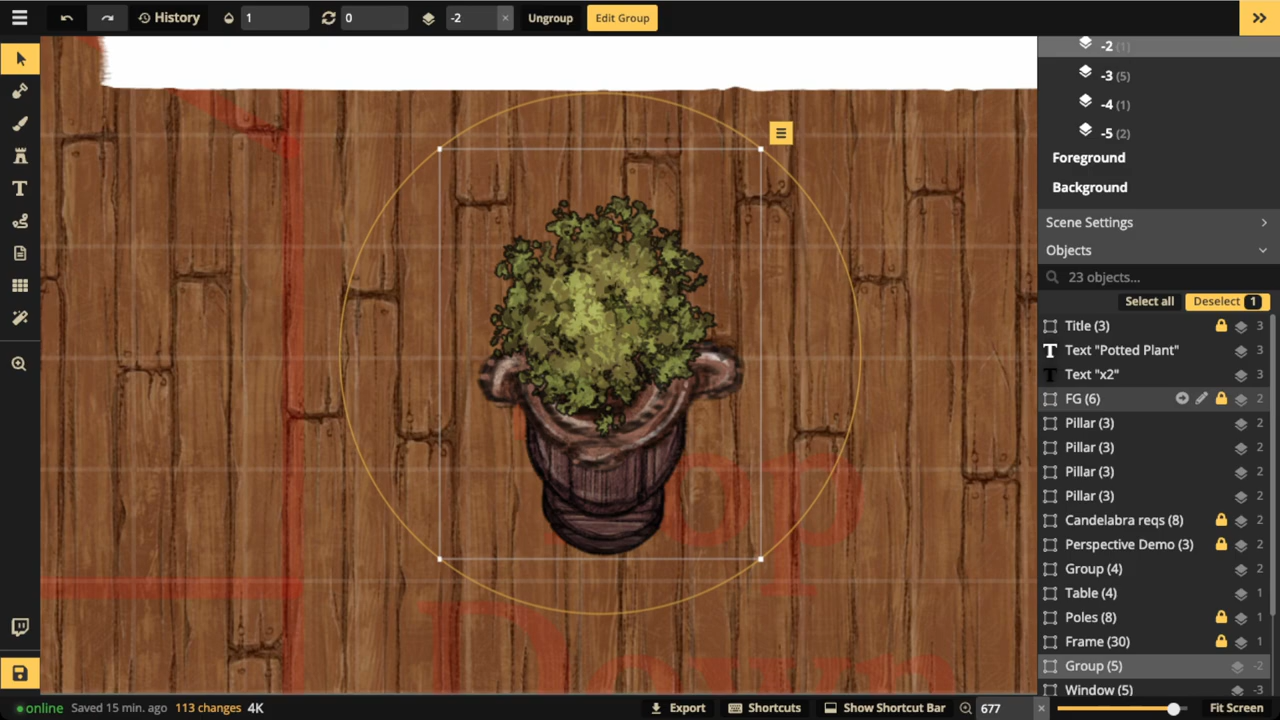 History
1
0
-2
×
Ungroup
Edit Group
-2 (1)
-3 (5)
-4 (1)
-5 (2)
Foreground
Background
Scene Settings
Objects
23 objects...
Select all
Deselect 1
Title (3) 3
Text "Potted Plant" 3
Text "x2" 3
FG (6) 2
Pillar (3) 2
Pillar (3) 2
Pillar (3) 2
Pillar (3) 2
Candelabra reqs (8) 2
Perspective Demo (3) 2
Group (4) 2
Table (4) 1
Poles (8) 1
Frame (30) 1
Group (5) -2
Window (5) -3
op
Down
online
Saved 15 min. ago
113 changes
4K
Export
Shortcuts
Show Shortcut Bar
677
×
Fit Screen